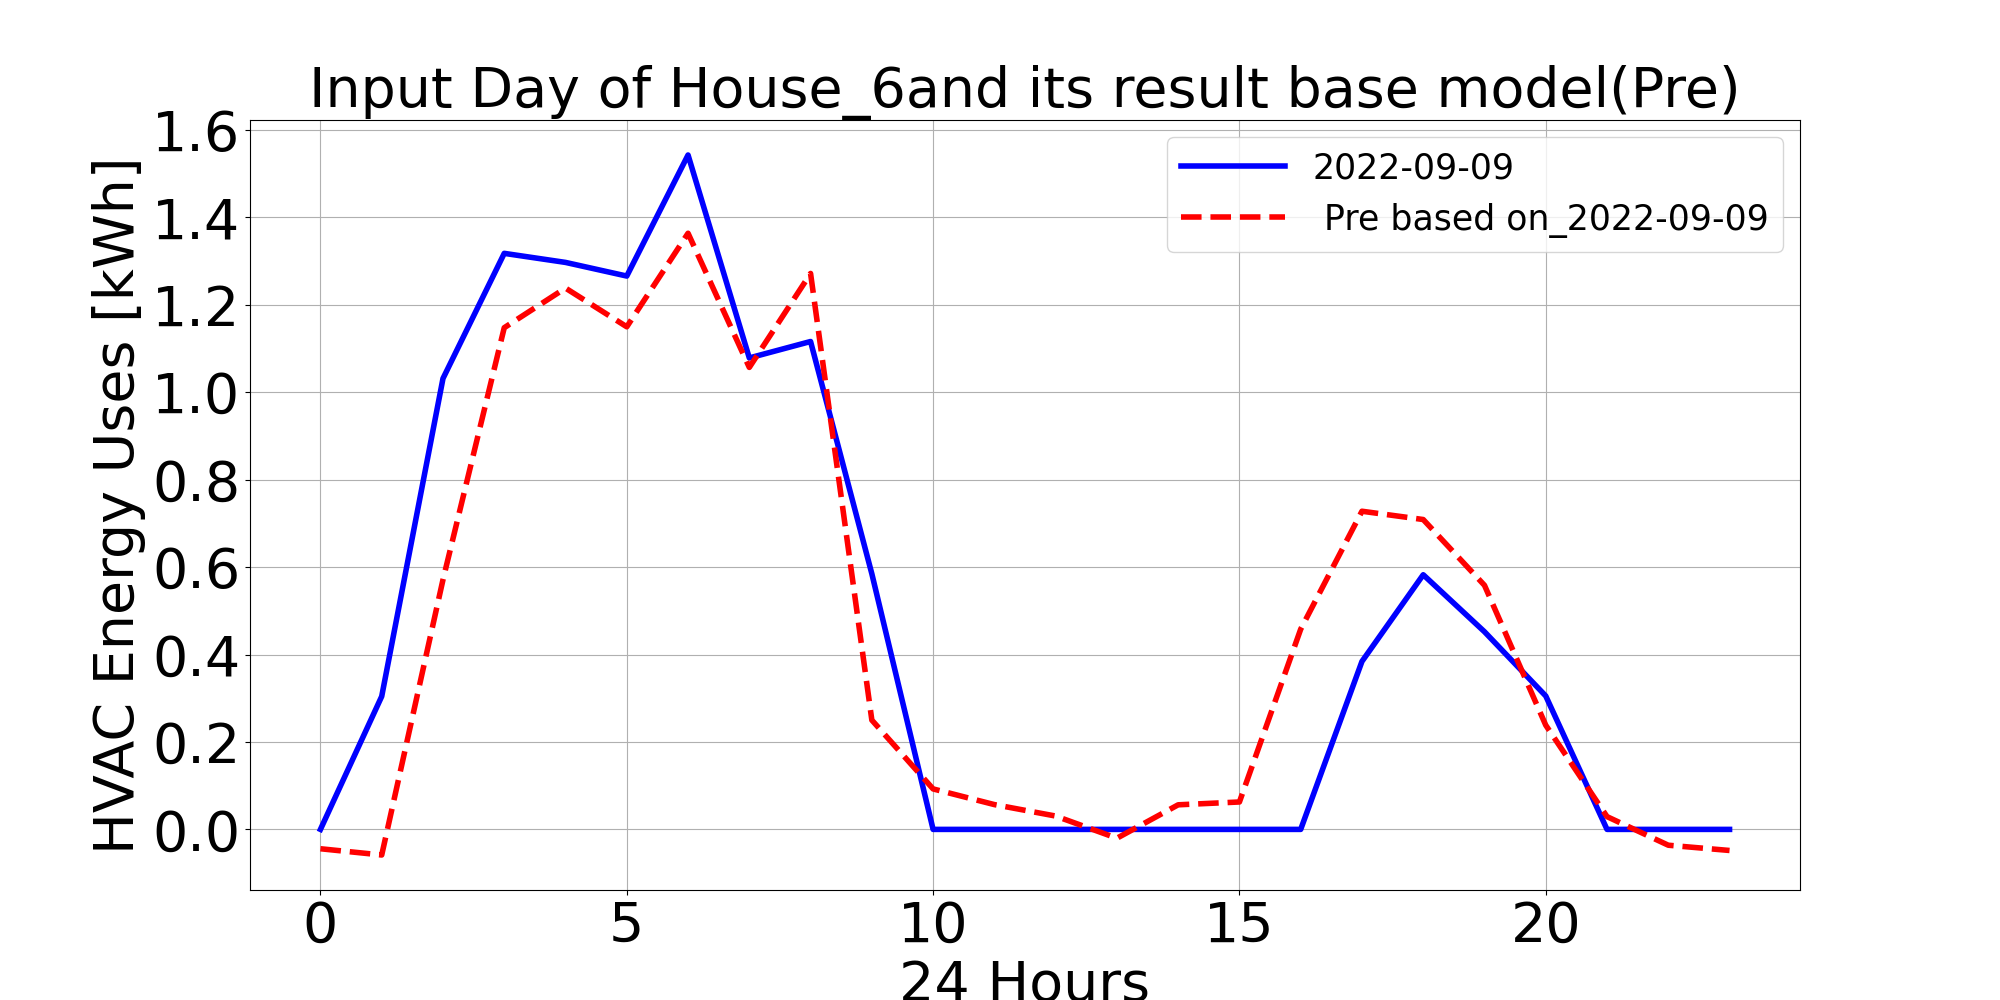 Input Day of House_6and its result base model(Pre)
2022-09-09
Pre based on_2022-09-09
HVAC Energy Uses [kWh]
1.6
1.4
1.2
1.0
0.8
0.6
0.4
0.2
0.0
0 5 10 15 20
24 Hours